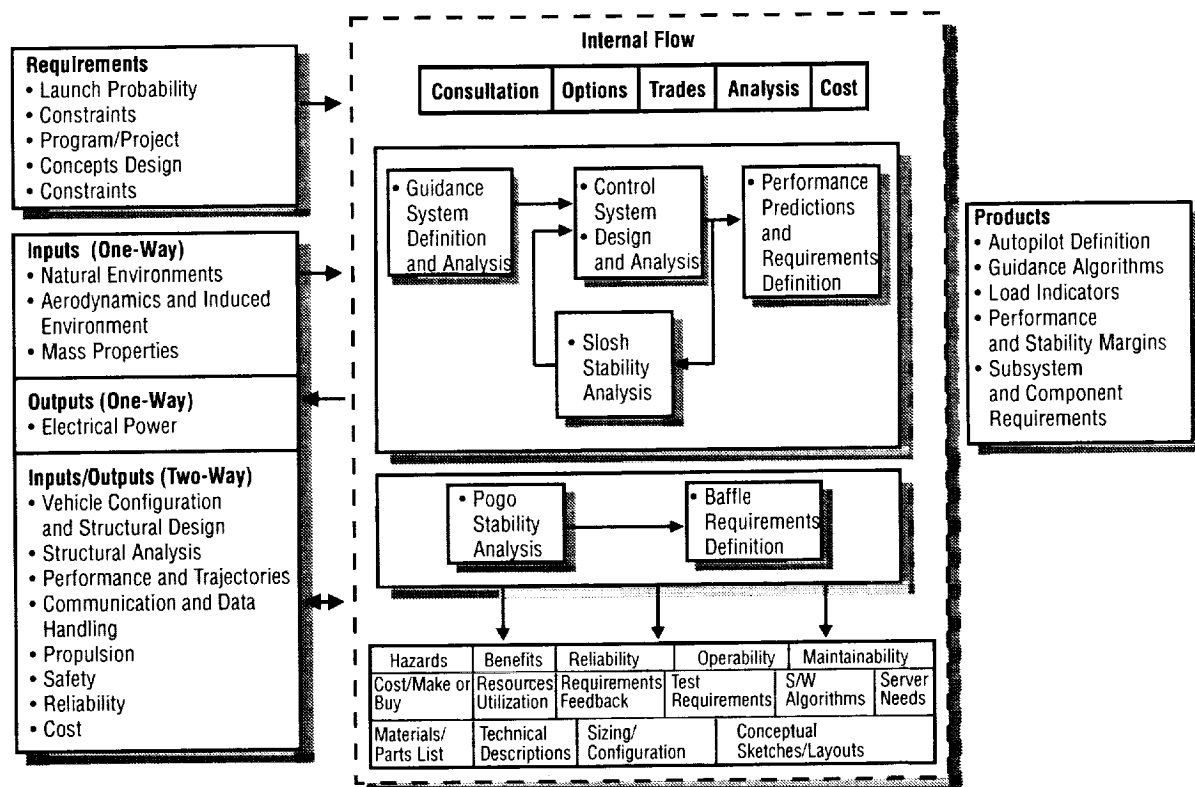 Requirements
• Launch Probability
• Constraints
• Program/Project
• Concepts Design
• Constraints
Inputs (One-Way)
• Natural Environments
• Aerodynamics and Induced
Environment
• Mass Properties
Outputs (One-Way)
• Electrical Power
Inputs/Outputs (Two-Way)
• Vehicle Configuration
and Structural Design
• Structural Analysis
• Performance and Trajectories
• Communication and Data
Handling
• Propulsion
• Safety
• Reliability
• Cost
Internal Flow
Consultation Options Trades Analysis Cost
• Guidance
System
Definition
and Analysis
• Control
System
• Design
and Analysis
• Performance
Predictions
and
Requirements
Definition
• Slosh
Stability
Analysis
• Pogo
Stability
Analysis
• Baffle
Requirements
Definition
Hazards Benefits Reliability Operability Maintainability
Cost/Make or
Buy
Resources
Utilization
Requirements
Feedback
Test
Requirements
S/W
Algorithms
Server
Needs
Materials/
Parts List
Technical
Descriptions
Sizing/
Configuration
Conceptual
Sketches/Layouts
Products
• Autopilot Definition
• Guidance Algorithms
• Load Indicators
• Performance
and Stability Margins
• Subsystem
and Component
Requirements